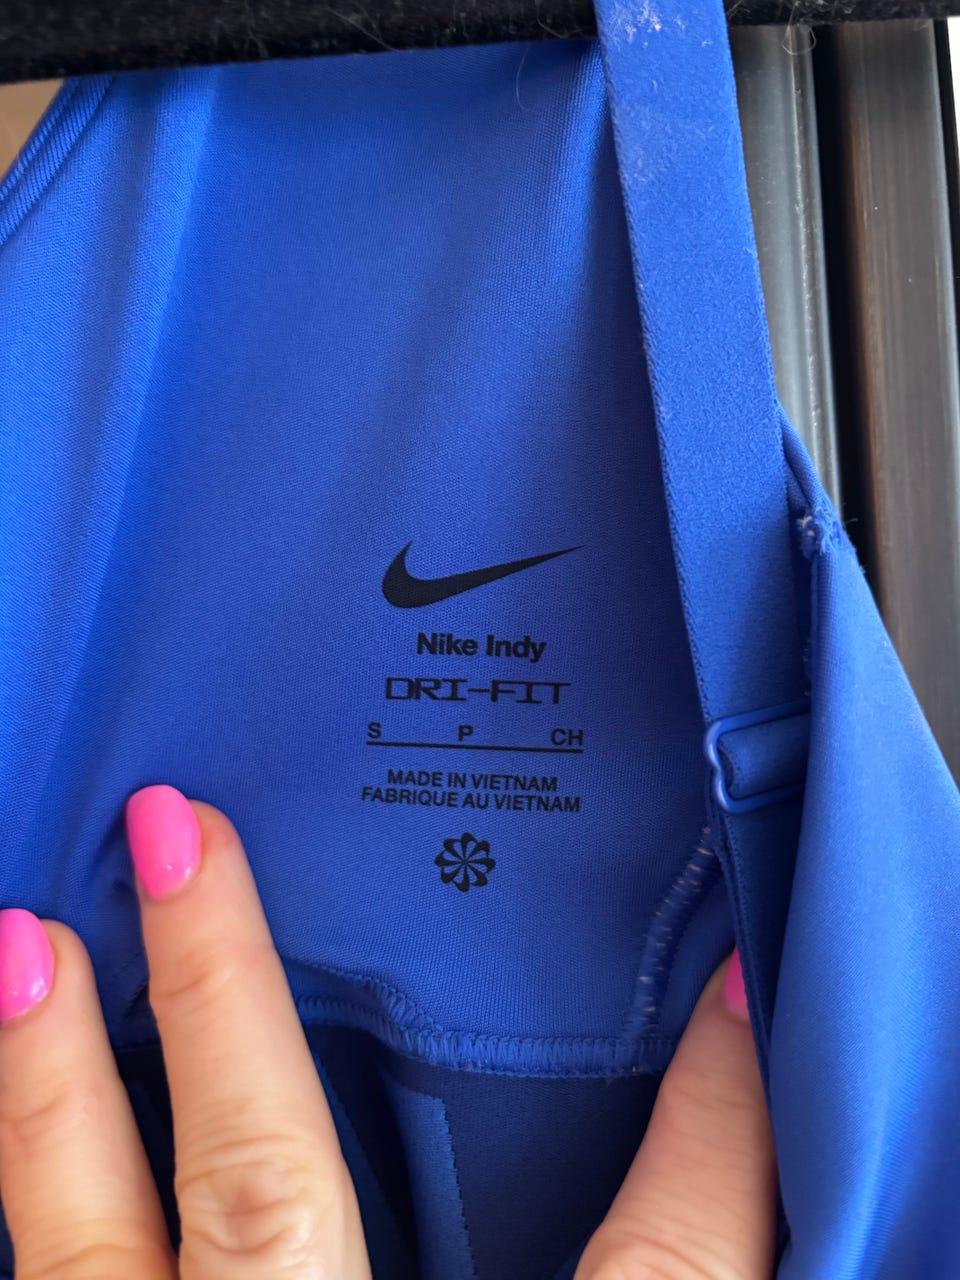 Nike Indy
DRI-FIT
S P CH
MADE IN VIETNAM
FABRIQUE AU VIETNAM